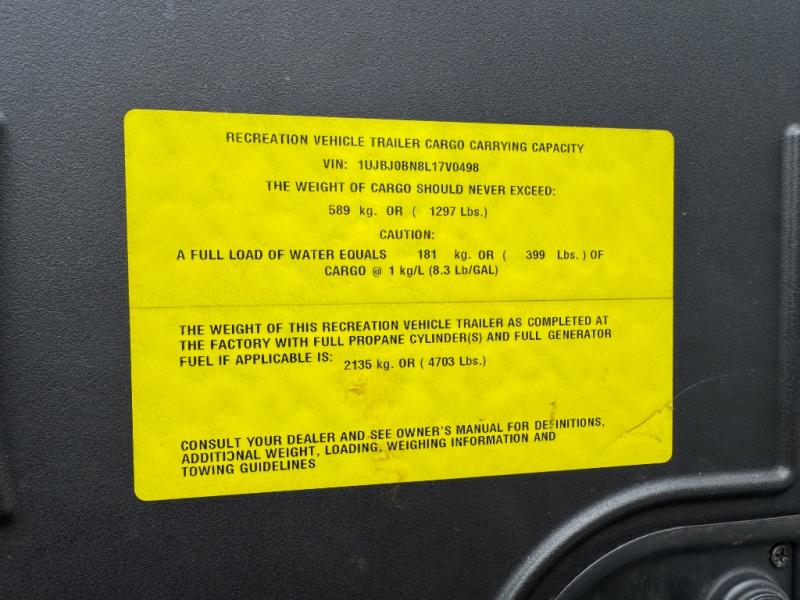 RECREATION VEHICLE TRAILER CARGO CARRYING CAPACITY
VIN: 1UJBJ0BN8L17V0498
THE WEIGHT OF CARGO SHOULD NEVER EXCEED:
589 kg. OR ( 1297 Lbs.)
CAUTION:
A FULL LOAD OF WATER EQUALS 181 kg. OR ( 399 Lbs. ) OF
CARGO @ 1 kg/L (8.3 Lb/GAL)
THE WEIGHT OF THIS RECREATION VEHICLE TRAILER AS COMPLETED AT
THE FACTORY WITH FULL PROPANE CYLINDER(S) AND FULL GENERATOR
FUEL IF APPLICABLE IS: 2135 kg. OR ( 4703 Lbs.)
CONSULT YOUR DEALER AND SEE OWNER'S MANUAL FOR DEFINITIONS,
ADDITIONAL WEIGHT, LOADING, WEIGHING INFORMATION AND
TOWING GUIDELINES